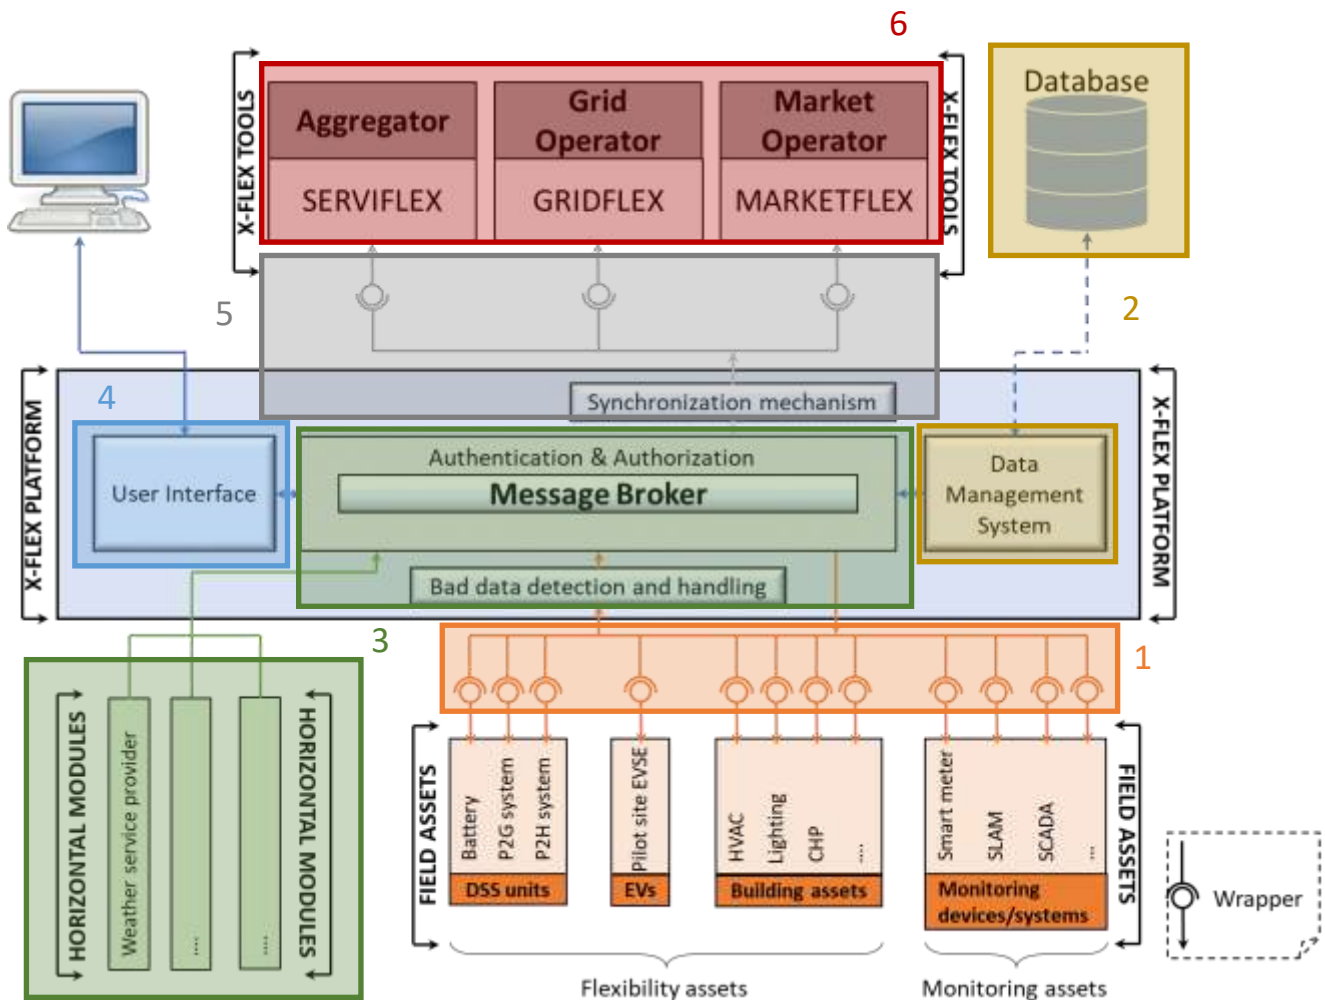 6
X-FLEX TOOLS
Aggregator
SERVIFLEX
Grid
Operator
GRIDFLEX
Market
Operator
MARKETFLEX
X-FLEX TOOLS
Database
5
2
X-FLEX PLATFORM
4
Synchronization mechanism
User Interface
Authentication & Authorization
Message Broker
Bad data detection and handling
Data
Management
System
X-FLEX PLATFORM
3
1
HORIZONTAL MODULES
Weather service provider
....
....
HORIZONTAL MODULES
FIELD ASSETS
Battery
P2G system
P2H system
DSS units
Pilot site EVSE
EVs
HVAC
Lighting
CHP
....
Building assets
Smart meter
SLAM
SCADA
...
Monitoring
devices/systems
FIELD ASSETS
Flexibility assets
Monitoring assets
Wrapper